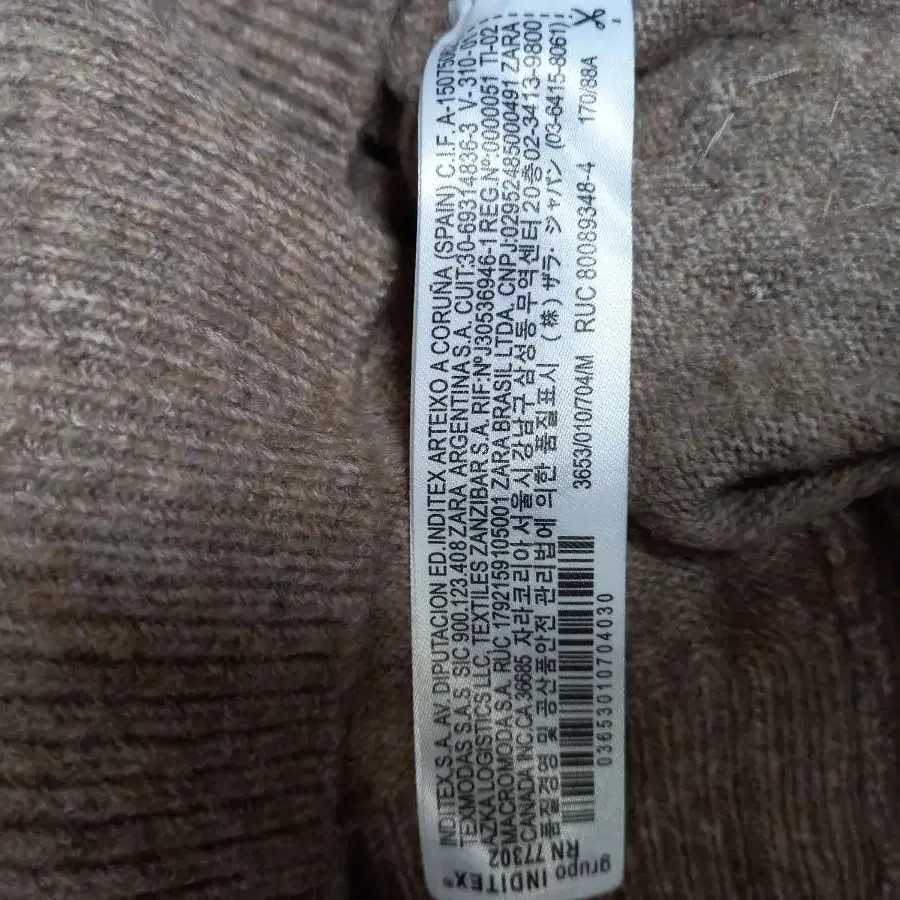 INDITEX.S.A. AV. DIPUTACION ED. INDITEX ARTEIXO A CORUÑA (SPAIN) C.I.F. A-150750
TEXMODAS S.A.S. SIC 900.123.408 ZARA ARGENTINA S.A. CUIT:30-69314836-3 V-310-0
AZKA LOGISTICS LLC. TEXTILES ZANZIBAR S.A. RIF:NºJ30536946-1 REG.Nº:0000051 TI-02
MACROMODA S.A. RUC 1792159105001 ZARA BRASIL LTDA. CNPJ:02952485000491 ZARA
CANADA INC.CA 36685 자라코리아 서울시 강남구 삼성동 무역센터 20층 02-3413-9800
품질경영 및 공산품안전 관리법에 의한 품질표시 (株) ザラ・ジャパン (03-6415-8061)
3653/010/704/M RUC 80089348-4 170/88A
03653010704030
RN 77302
grupo INDITEX®